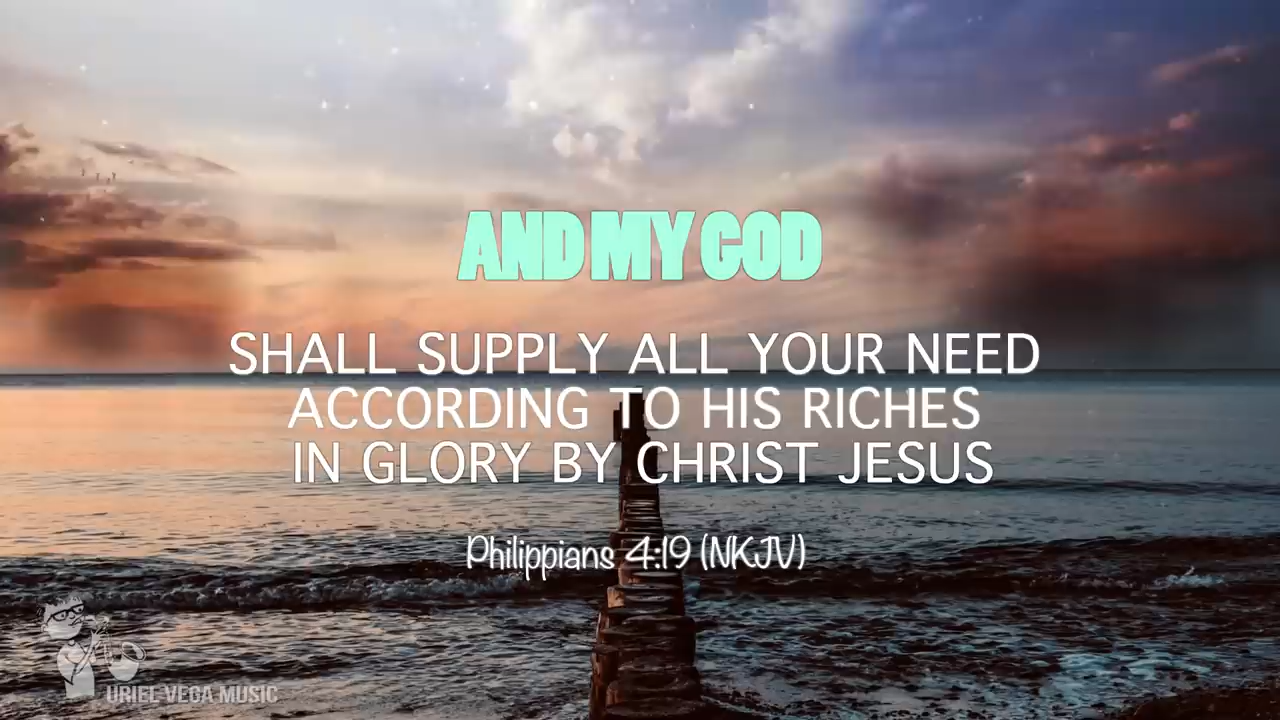 AND MY GOD
SHALL SUPPLY ALL YOUR NEED
ACCORDING TO HIS RICHES
IN GLORY BY CHRIST JESUS
Philippians 4:19 (NKJV)
URIEL VEGA MUSIC